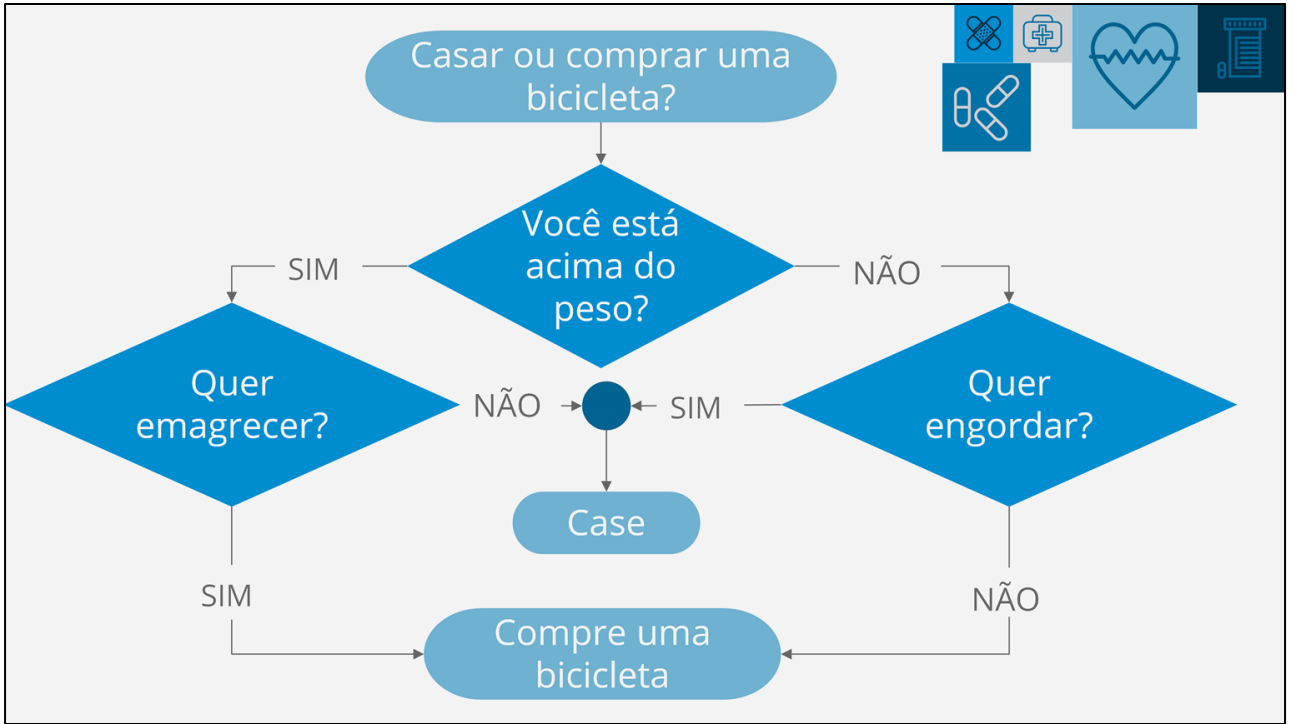 Casar ou comprar uma
bicicleta?
Você está
acima do
peso?
SIM
NÃO
Quer
emagrecer?
NÃO
SIM
Quer
engordar?
Case
SIM
NÃO
Compre uma
bicicleta